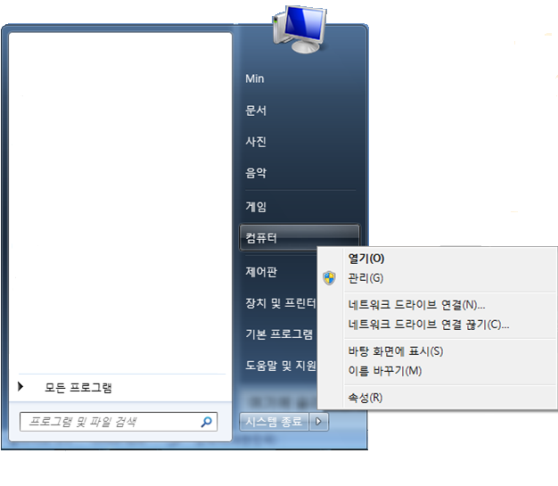 Min
문서
사진
음악
게임
컴퓨터
제어판
장치 및 프린터
기본 프로그램
도움말 및 지원
모든 프로그램
프로그램 및 파일 검색
시스템 종료
열기(O)
관리(G)
네트워크 드라이브 연결(N)...
네트워크 드라이브 연결 끊기(C)...
바탕 화면에 표시(S)
이름 바꾸기(M)
속성(R)